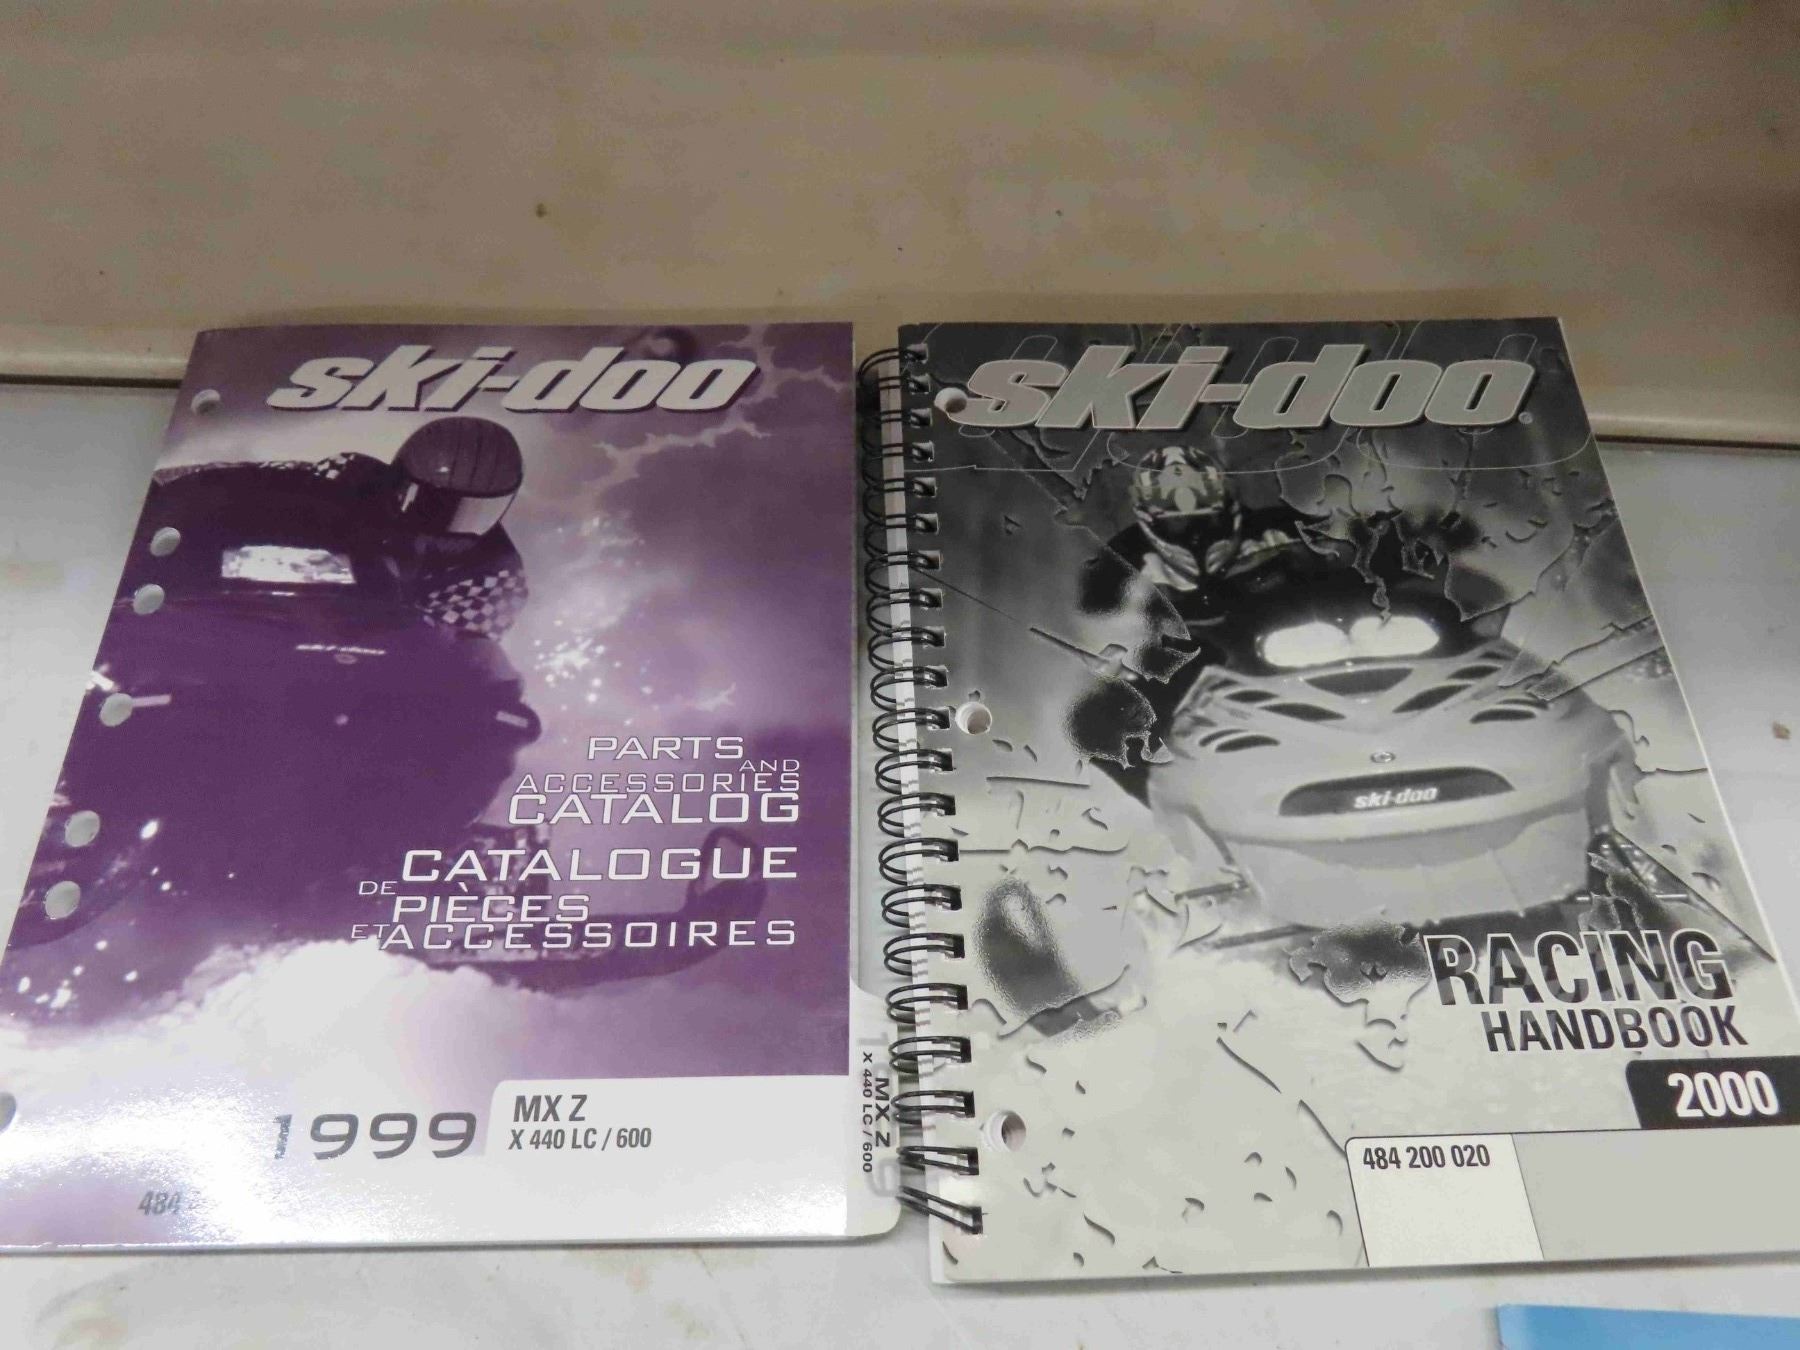 ski-doo
PARTS
AND
ACCESSORIES
CATALOG
CATALOGUE
DE
PIÈCES
ET ACCESSOIRES
1999
MX Z
X 440 LC / 600
484
MX Z
X 440 LC / 600
ski-doo
ski-doo
RACING
HANDBOOK
2000
484 200 020